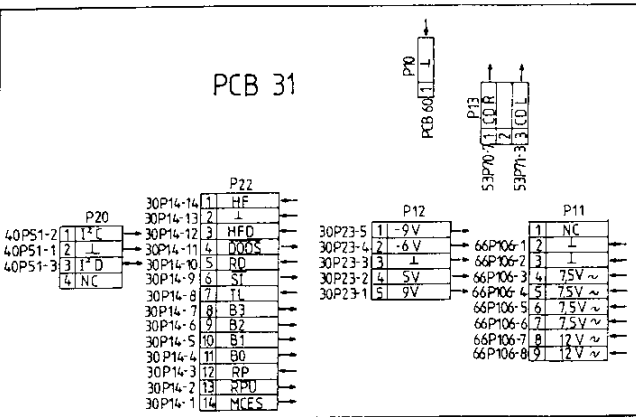 PCB 31
P10
1 ⊥
PCB 60
P13
1 CD R
2
3 CD L
53P70-7
53P71-3
P20
40P51-2 1 I²C
40P51-1 2 ⊥
40P51-3 3 I²D
4 NC
P22
30P14-14 1 HF
30P14-13 2 ⊥
30P14-12 3 HFD
30P14-11 4 DODS
30P14-10 5 RD
30P14-9 6 SI
30P14-8 7 TL
30P14-7 8 B3
30P14-6 9 B2
30P14-5 10 B1
30P14-4 11 B0
30P14-3 12 RP
30P14-2 13 RPU
30P14-1 14 MCES
P12
30P23-5 1 -9V
30P23-4 2 -6V
30P23-3 3 ⊥
30P23-2 4 5V
30P23-1 5 9V
P11
1 NC
66P106-1 2 ⊥
66P106-2 3 ⊥
66P106-3 4 7,5V ~
66P106-4 5 7,5V ~
66P106-5 6 7,5V ~
66P106-6 7 7,5V ~
66P106-7 8 12V ~
66P106-8 9 12V ~